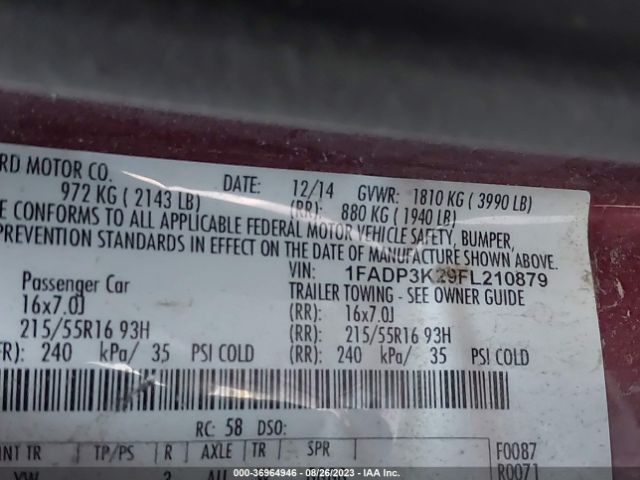 RD MOTOR CO.
DATE: 12/14 GVWR: 1810 KG ( 3990 LB)
972 KG ( 2143 LB) (RR): 880 KG ( 1940 LB)
E CONFORMS TO ALL APPLICABLE FEDERAL MOTOR VEHICLE SAFETY, BUMPER,
PREVENTION STANDARDS IN EFFECT ON THE DATE OF MANUFACTURE SHOWN ABOVE.
VIN: 1FADP3K29FL210879
Passenger Car TRAILER TOWING - SEE OWNER GUIDE
16x7.0J (RR): 16x7.0J
215/55R16 93H (RR): 215/55R16 93H
FR): 240 kPa/ 35 PSI COLD (RR): 240 kPa/ 35 PSI COLD
RC: 58 DSO:
INT TR TP/PS R AXLE TR SPR F0087
R0071
000-36964946 - 08/26/2023 - IAAI.COM